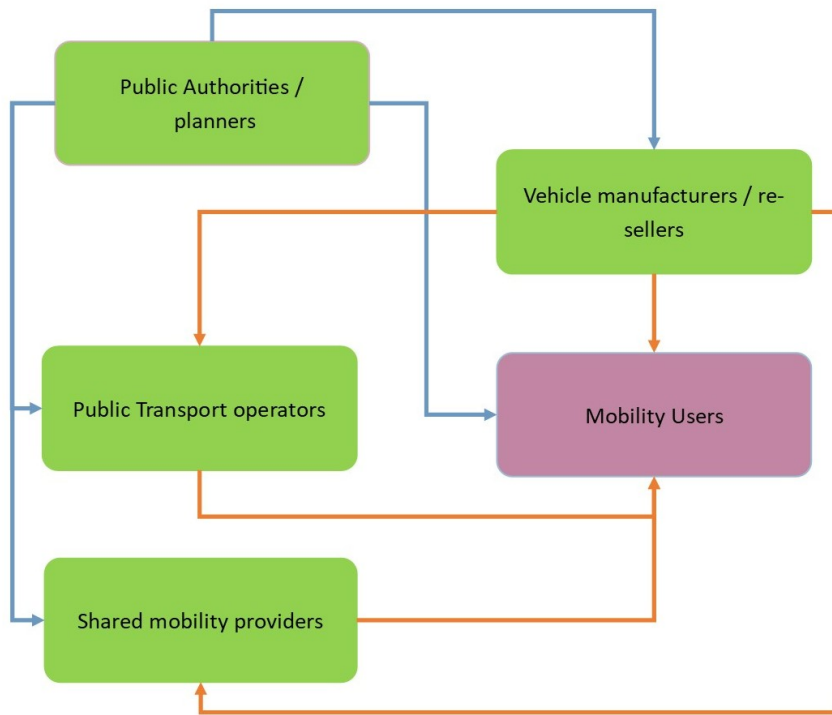 Public Authorities /
planners
Vehicle manufacturers / re-
sellers
Public Transport operators
Mobility Users
Shared mobility providers